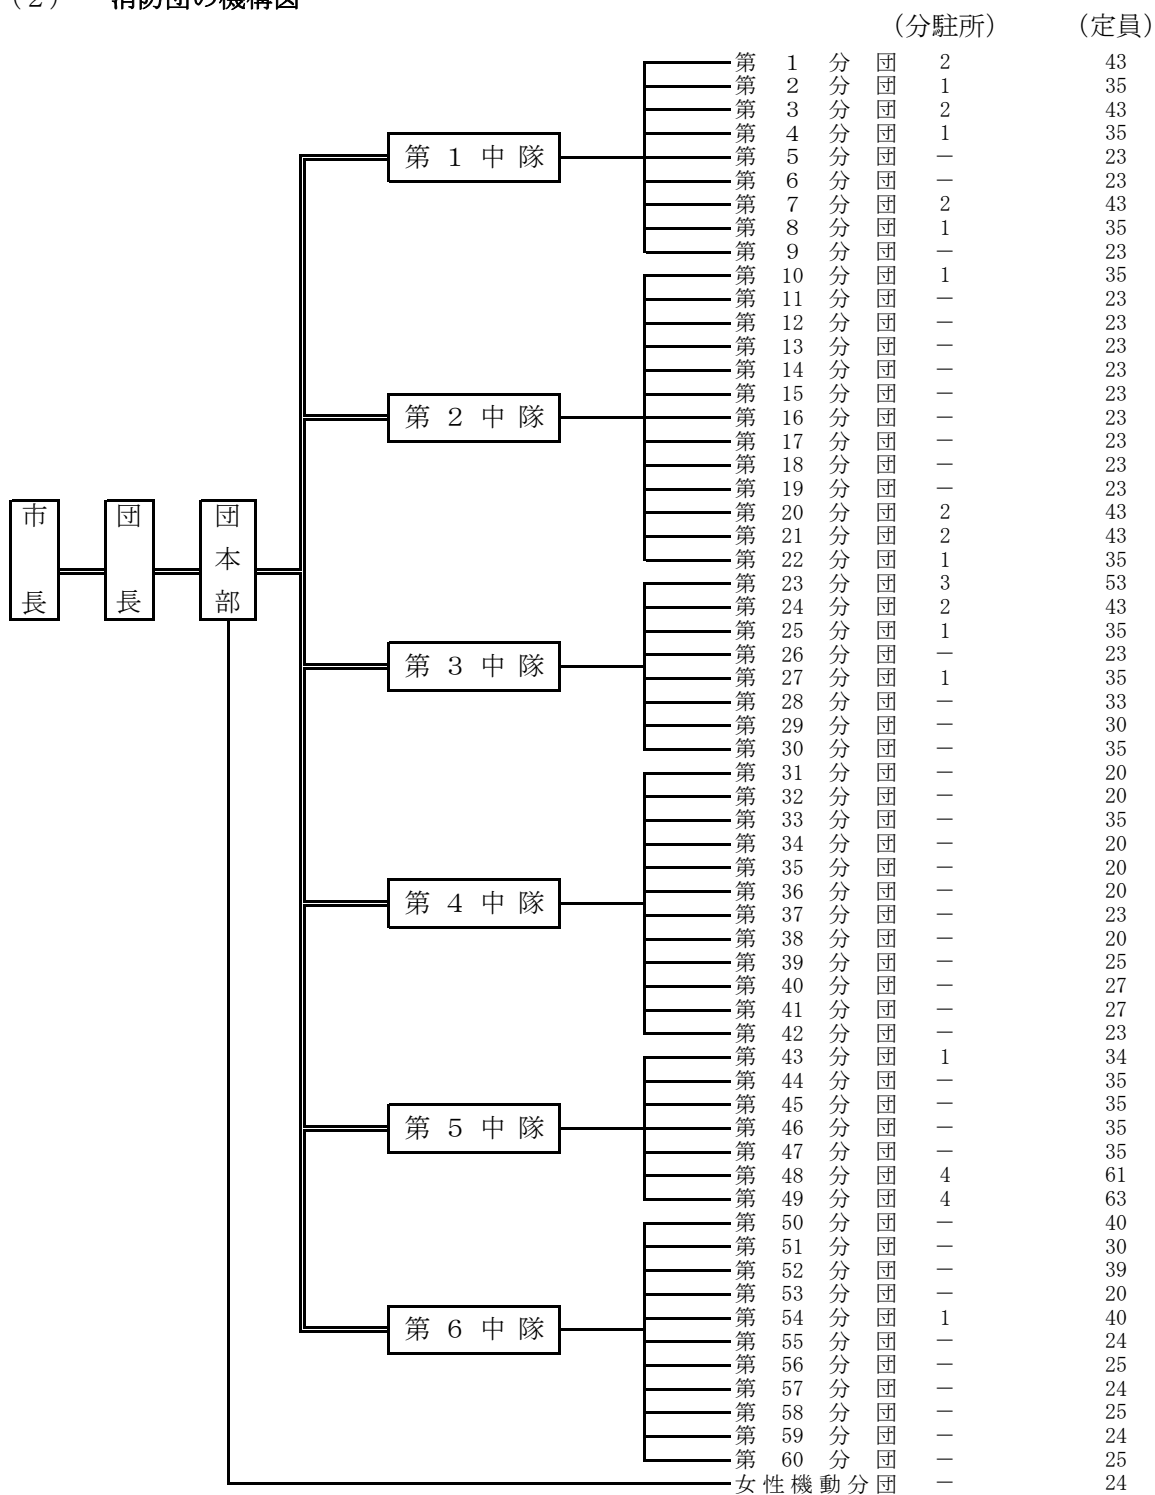 （２） 消防団の機構図
（分駐所） （定員）
第 1 分 団 2 43
第 2 分 団 1 35
第 3 分 団 2 43
第 4 分 団 1 35
第 5 分 団 － 23
第 6 分 団 － 23
第 7 分 団 2 43
第 8 分 団 1 35
第 9 分 団 － 23
第 10 分 団 1 35
第 11 分 団 － 23
第 12 分 団 － 23
第 13 分 団 － 23
第 14 分 団 － 23
第 15 分 団 － 23
第 16 分 団 － 23
第 17 分 団 － 23
第 18 分 団 － 23
第 19 分 団 － 23
第 20 分 団 2 43
第 21 分 団 2 43
第 22 分 団 1 35
第 23 分 団 3 53
第 24 分 団 2 43
第 25 分 団 1 35
第 26 分 団 － 23
第 27 分 団 1 35
第 28 分 団 － 33
第 29 分 団 － 30
第 30 分 団 － 35
第 31 分 団 － 20
第 32 分 団 － 20
第 33 分 団 － 35
第 34 分 団 － 20
第 35 分 団 － 20
第 36 分 団 － 20
第 37 分 団 － 23
第 38 分 団 － 20
第 39 分 団 － 25
第 40 分 団 － 27
第 41 分 団 － 27
第 42 分 団 － 23
第 43 分 団 1 34
第 44 分 団 － 35
第 45 分 団 － 35
第 46 分 団 － 35
第 47 分 団 － 35
第 48 分 団 4 61
第 49 分 団 4 63
第 50 分 団 － 40
第 51 分 団 － 30
第 52 分 団 － 39
第 53 分 団 － 20
第 54 分 団 1 40
第 55 分 団 － 24
第 56 分 団 － 25
第 57 分 団 － 24
第 58 分 団 － 25
第 59 分 団 － 24
第 60 分 団 － 25
女性機動分団 － 24
第１中隊
第２中隊
第３中隊
第４中隊
第５中隊
第６中隊
市長
団長
団本部